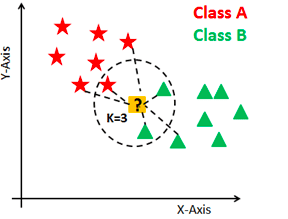 Class A
Class B
Y-Axis
?
K=3
X-Axis